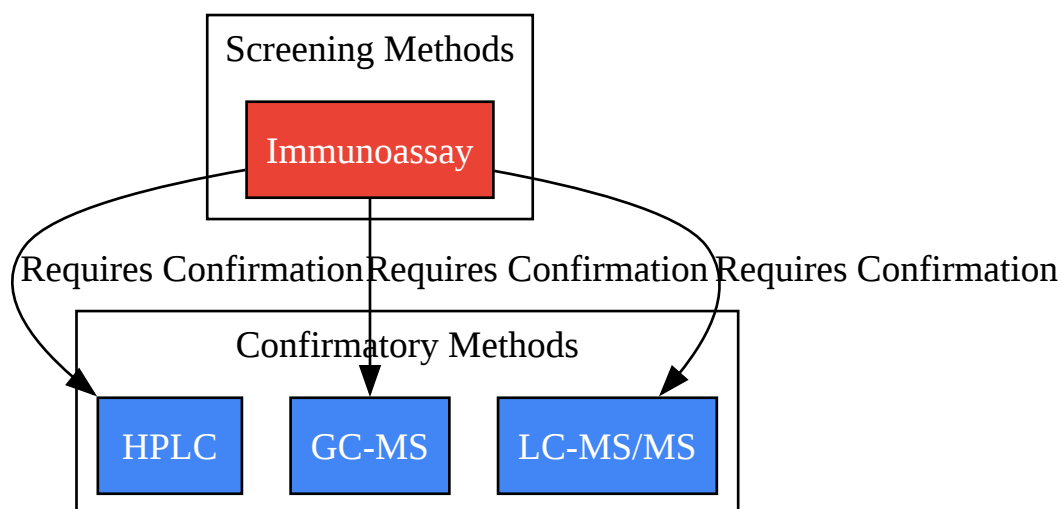 Screening Methods
Immunoassay
Requires Confirmation
Requires Confirmation
Requires Confirmation
Confirmatory Methods
HPLC
GC-MS
LC-MS/MS